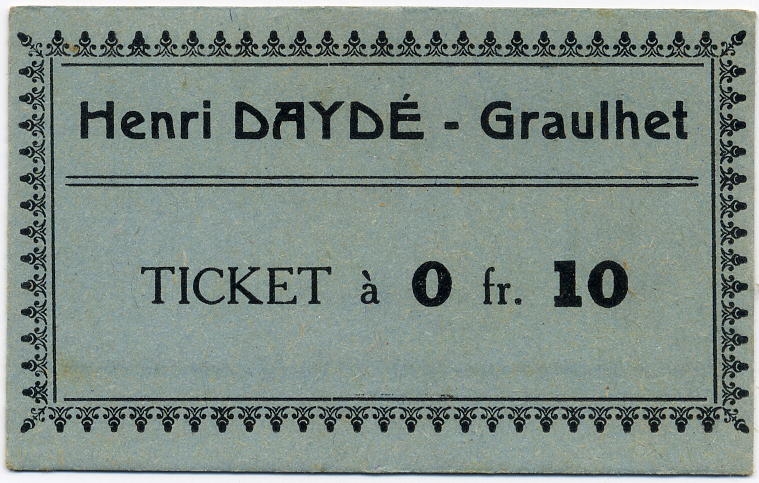 Henri DAYDÉ - Graulhet
TICKET à 0 fr. 10